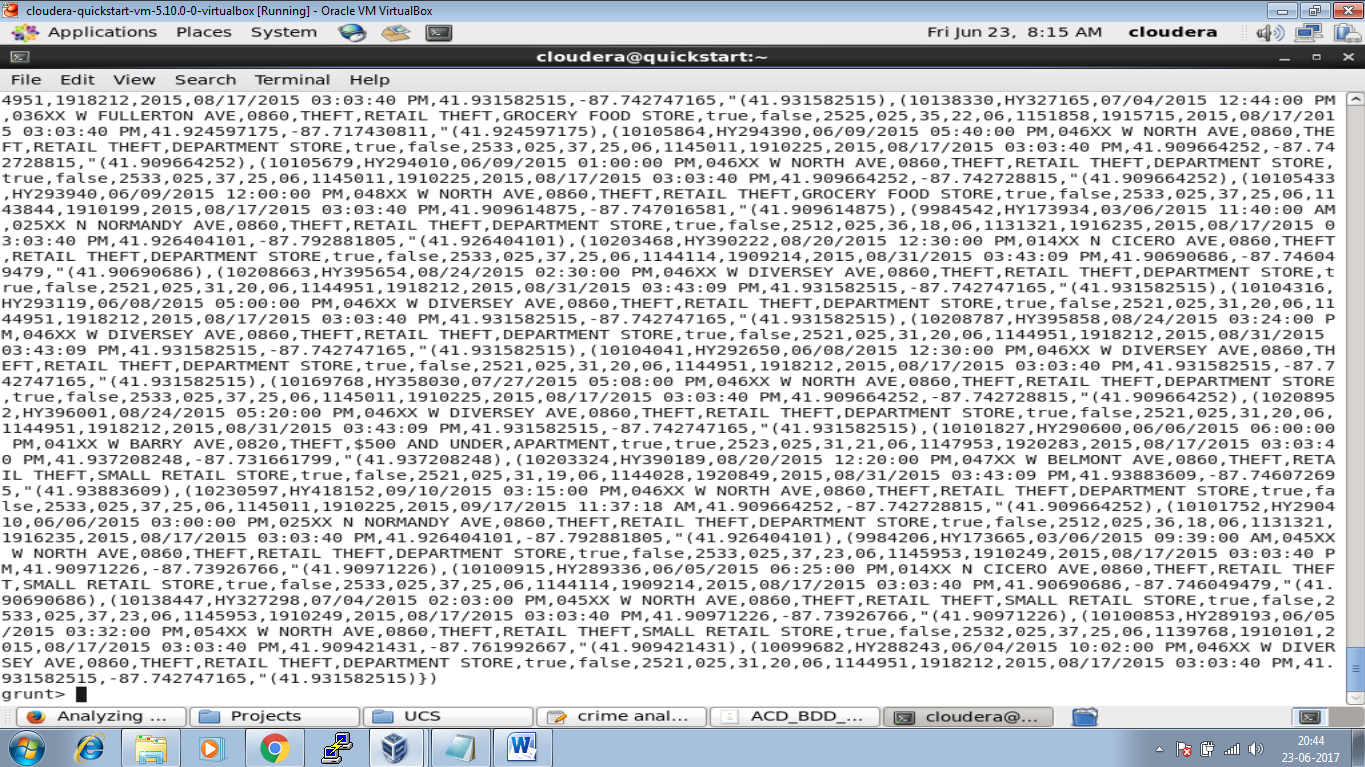 cloudera-quickstart-vm-5.10.0-0-virtualbox [Running] - Oracle VM VirtualBox
Applications Places System Fri Jun 23, 8:15 AM cloudera
cloudera@quickstart:~
File Edit View Search Terminal Help
4951,1918212,2015,08/17/2015 03:03:40 PM,41.931582515,-87.742747165,"(41.931582515),(10138330,HY327165,07/04/2015 12:44:00 PM
,036XX W FULLERTON AVE,0860,THEFT,RETAIL THEFT,GROCERY FOOD STORE,true,false,2525,025,35,22,06,1151858,1915715,2015,08/17/201
5 03:03:40 PM,41.924597175,-87.717430811,"(41.924597175),(10105864,HY294390,06/09/2015 05:40:00 PM,046XX W NORTH AVE,0860,THE
FT,RETAIL THEFT,DEPARTMENT STORE,true,false,2533,025,37,25,06,1145011,1910225,2015,08/17/2015 03:03:40 PM,41.909664252,-87.74
2728815,"(41.909664252),(10105679,HY294010,06/09/2015 01:00:00 PM,046XX W NORTH AVE,0860,THEFT,RETAIL THEFT,DEPARTMENT STORE,
true,false,2533,025,37,25,06,1145011,1910225,2015,08/17/2015 03:03:40 PM,41.909664252,-87.742728815,"(41.909664252),(10105433
,HY293940,06/09/2015 12:00:00 PM,048XX W NORTH AVE,0860,THEFT,RETAIL THEFT,GROCERY FOOD STORE,true,false,2533,025,37,25,06,11
43844,1910199,2015,08/17/2015 03:03:40 PM,41.909614875,-87.747016581,"(41.909614875),(9984542,HY173934,03/06/2015 11:40:00 AM
,025XX N NORMANDY AVE,0860,THEFT,RETAIL THEFT,DEPARTMENT STORE,true,false,2512,025,36,18,06,1131321,1916235,2015,08/17/2015 0
3:03:40 PM,41.926404101,-87.792881805,"(41.926404101),(10203468,HY390222,08/20/2015 12:30:00 PM,014XX N CICERO AVE,0860,THEFT
,RETAIL THEFT,DEPARTMENT STORE,true,false,2533,025,37,25,06,1144114,1909214,2015,08/31/2015 03:43:09 PM,41.90690686,-87.74604
9479,"(41.90690686),(10208663,HY395654,08/24/2015 02:30:00 PM,046XX W DIVERSEY AVE,0860,THEFT,RETAIL THEFT,DEPARTMENT STORE,t
rue,false,2521,025,31,20,06,1144951,1918212,2015,08/31/2015 03:43:09 PM,41.931582515,-87.742747165,"(41.931582515),(10104316,
HY293119,06/08/2015 05:00:00 PM,046XX W DIVERSEY AVE,0860,THEFT,RETAIL THEFT,DEPARTMENT STORE,true,false,2521,025,31,20,06,11
44951,1918212,2015,08/17/2015 03:03:40 PM,41.931582515,-87.742747165,"(41.931582515),(10208787,HY395858,08/24/2015 03:24:00 P
M,046XX W DIVERSEY AVE,0860,THEFT,RETAIL THEFT,DEPARTMENT STORE,true,false,2521,025,31,20,06,1144951,1918212,2015,08/31/2015
03:43:09 PM,41.931582515,-87.742747165,"(41.931582515),(10104041,HY292650,06/08/2015 12:30:00 PM,046XX W DIVERSEY AVE,0860,TH
EFT,RETAIL THEFT,DEPARTMENT STORE,true,false,2521,025,31,20,06,1144951,1918212,2015,08/17/2015 03:03:40 PM,41.931582515,-87.7
42747165,"(41.931582515),(10169768,HY358030,07/27/2015 05:08:00 PM,046XX W NORTH AVE,0860,THEFT,RETAIL THEFT,DEPARTMENT STORE
,true,false,2533,025,37,25,06,1145011,1910225,2015,08/17/2015 03:03:40 PM,41.909664252,-87.742728815,"(41.909664252),(1020895
2,HY396001,08/24/2015 05:20:00 PM,046XX W DIVERSEY AVE,0860,THEFT,RETAIL THEFT,DEPARTMENT STORE,true,false,2521,025,31,20,06,
1144951,1918212,2015,08/31/2015 03:43:09 PM,41.931582515,-87.742747165,"(41.931582515),(10101827,HY290600,06/06/2015 06:00:00
PM,041XX W BARRY AVE,0820,THEFT,$500 AND UNDER,APARTMENT,true,true,2523,025,31,21,06,1147953,1920283,2015,08/17/2015 03:03:4
0 PM,41.937208248,-87.731661799,"(41.937208248),(10203324,HY390189,08/20/2015 12:20:00 PM,047XX W BELMONT AVE,0860,THEFT,RETA
IL THEFT,SMALL RETAIL STORE,true,false,2521,025,31,19,06,1144028,1920849,2015,08/31/2015 03:43:09 PM,41.93883609,-87.74607269
5,"(41.93883609),(10230597,HY418152,09/10/2015 03:15:00 PM,046XX W NORTH AVE,0860,THEFT,RETAIL THEFT,DEPARTMENT STORE,true,fa
lse,2533,025,37,25,06,1145011,1910225,2015,09/17/2015 11:37:18 AM,41.909664252,-87.742728815,"(41.909664252),(10101752,HY2904
10,06/06/2015 03:00:00 PM,025XX N NORMANDY AVE,0860,THEFT,RETAIL THEFT,DEPARTMENT STORE,true,false,2512,025,36,18,06,1131321,
1916235,2015,08/17/2015 03:03:40 PM,41.926404101,-87.792881805,"(41.926404101),(9984206,HY173665,03/06/2015 09:39:00 AM,045XX
W NORTH AVE,0860,THEFT,RETAIL THEFT,DEPARTMENT STORE,true,false,2533,025,37,23,06,1145953,1910249,2015,08/17/2015 03:03:40 P
M,41.90971226,-87.73926766,"(41.90971226),(10100915,HY289336,06/05/2015 06:25:00 PM,014XX N CICERO AVE,0860,THEFT,RETAIL THEF
T,SMALL RETAIL STORE,true,false,2533,025,37,25,06,1144114,1909214,2015,08/17/2015 03:03:40 PM,41.90690686,-87.746049479,"(41.
90690686),(10138447,HY327298,07/04/2015 02:03:00 PM,045XX W NORTH AVE,0860,THEFT,RETAIL THEFT,SMALL RETAIL STORE,true,false,2
533,025,37,23,06,1145953,1910249,2015,08/17/2015 03:03:40 PM,41.90971226,-87.73926766,"(41.90971226),(10100853,HY289193,06/05
/2015 03:32:00 PM,054XX W NORTH AVE,0860,THEFT,RETAIL THEFT,SMALL RETAIL STORE,true,false,2532,025,37,25,06,1139768,1910101,2
015,08/17/2015 03:03:40 PM,41.909421431,-87.761992667,"(41.909421431),(10099682,HY288243,06/04/2015 10:02:00 PM,046XX W DIVER
SEY AVE,0860,THEFT,RETAIL THEFT,DEPARTMENT STORE,true,false,2521,025,31,20,06,1144951,1918212,2015,08/17/2015 03:03:40 PM,41.
931582515,-87.742747165,"(41.931582515)})
grunt>
Analyzing ... Projects UCS crime anal... ACD_BDD_... cloudera@...
20:44
23-06-2017